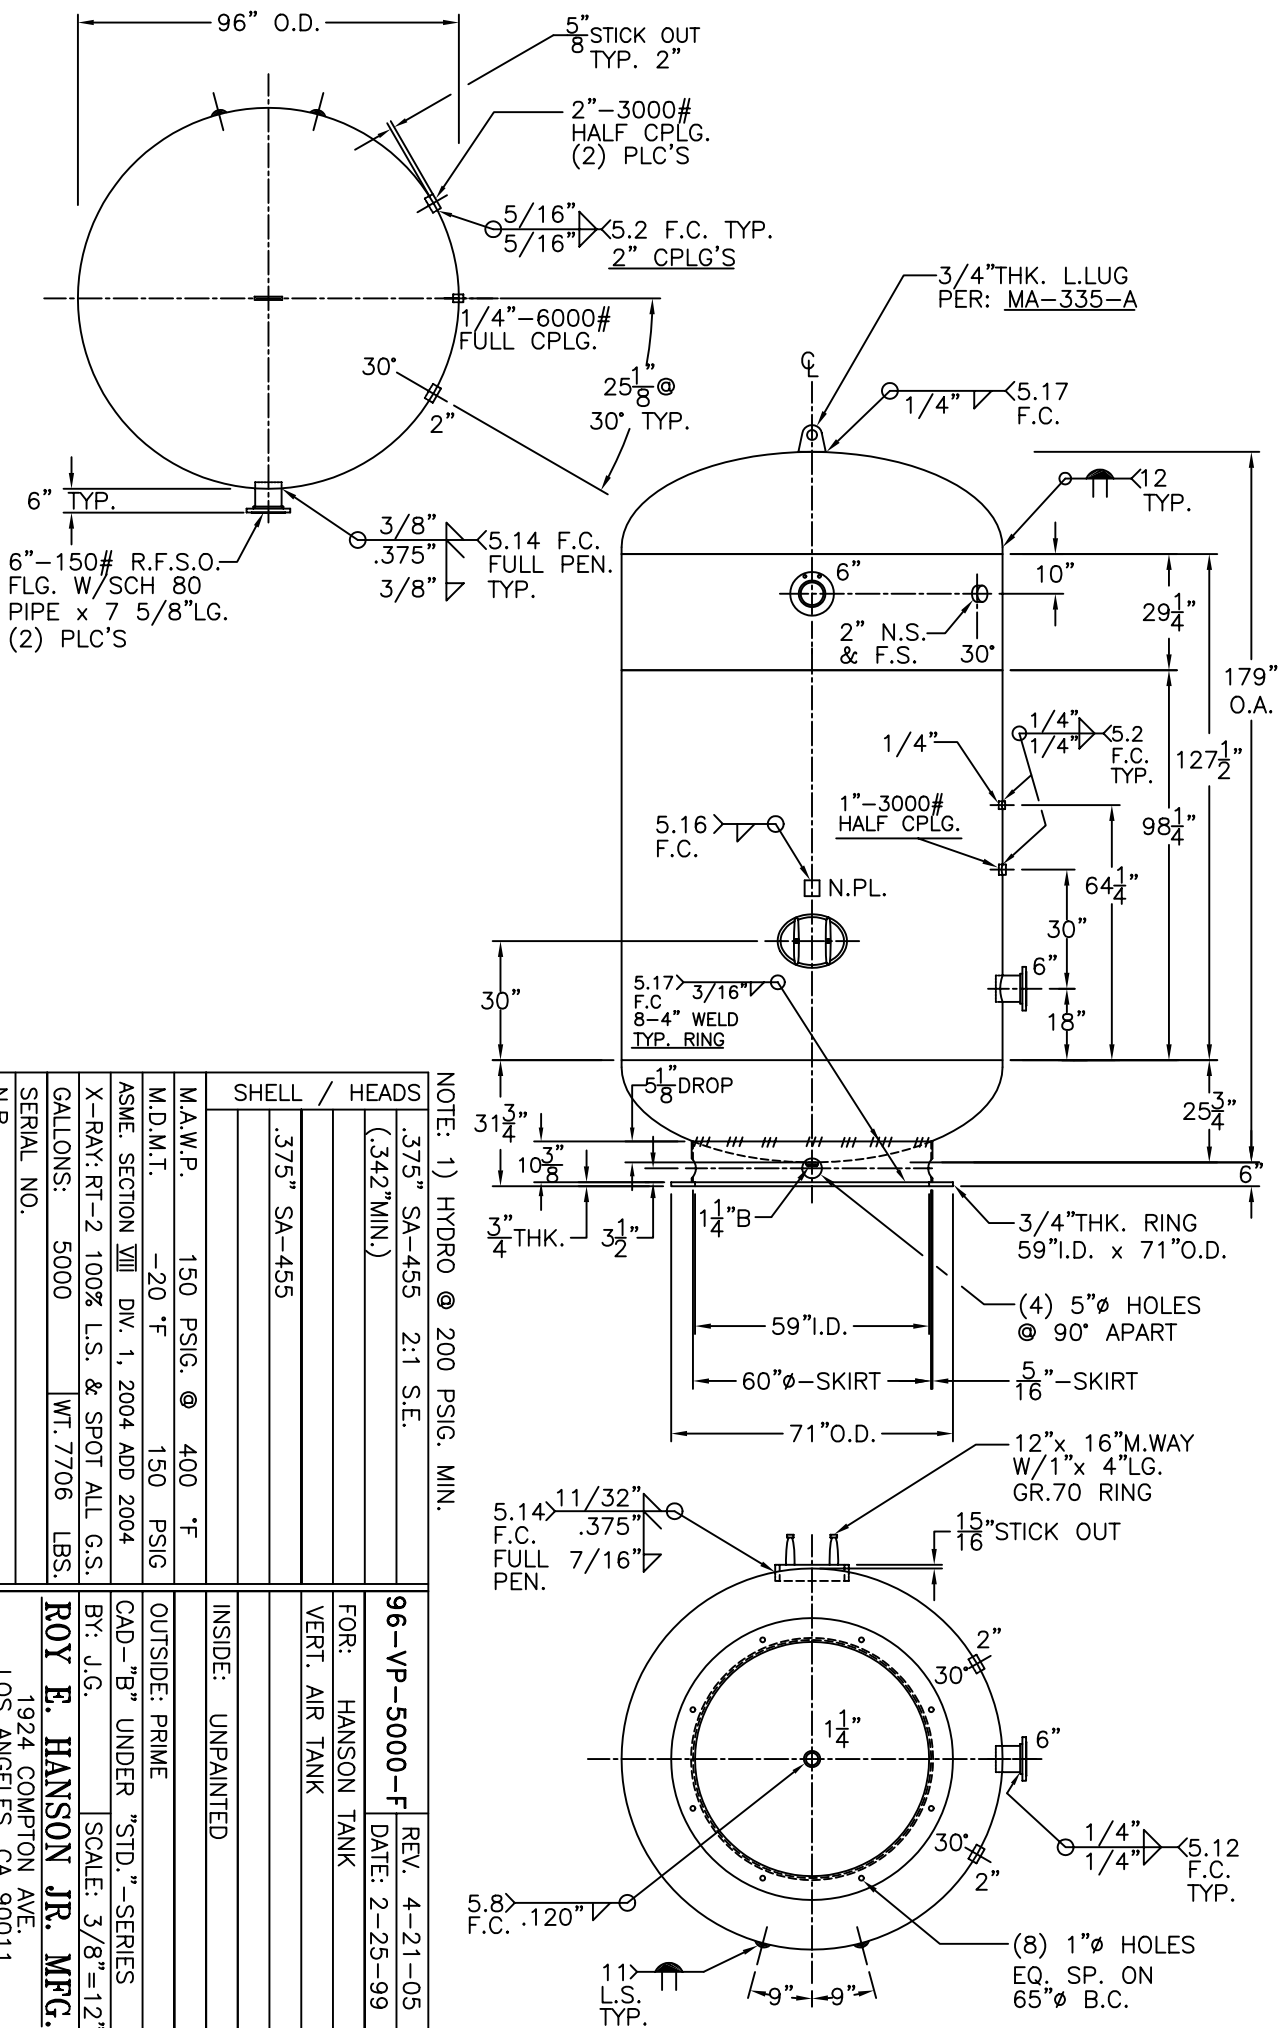 96” O.D.
5/8” STICK OUT
TYP. 2”
2”-3000#
HALF CPLG.
(2) PLC'S
5/16”
5/16”
5.2 F.C. TYP.
2” CPLG'S
1/4”-6000#
FULL CPLG.
30°
2”
25 1/8” @
30° TYP.
6” TYP.
3/8”
.375”
3/8”
5.14 F.C.
FULL PEN.
TYP.
6”-150# R.F.S.O.
FLG. W/SCH 80
PIPE x 7 5/8”LG.
(2) PLC'S
3/4”THK. L.LUG
PER: MA-335-A
℄
1/4”
5.17
F.C.
12
TYP.
6”
10”
2” N.S.
& F.S.
30°
29 1/4”
179”
O.A.
1/4”
1/4”
1/4”
5.2
F.C.
TYP.
127 1/2”
1”-3000#
HALF CPLG.
98 1/4”
5.16
F.C.
N.PL.
64 1/4”
30”
6”
18”
30”
5.17
F.C
3/16”
8-4” WELD
TYP. RING
5 1/8” DROP
31 3/4”
25 3/4”
10 3/8”
6”
3/4” THK.
3 1/2”
1 1/4”B
3/4”THK. RING
59”I.D. x 71”O.D.
(4) 5”ø HOLES
@ 90° APART
59”I.D.
60”ø-SKIRT
5/16”-SKIRT
71”O.D.
12”x 16”M.WAY
W/1”x 4”LG.
GR.70 RING
5.14
F.C.
FULL
PEN.
11/32”
.375”
7/16”
15/16” STICK OUT
2”
30°
1 1/4”
6”
30°
2”
1/4”
1/4”
5.12
F.C.
TYP.
5.8
F.C.
.120”
(8) 1”ø HOLES
EQ. SP. ON
65”ø B.C.
11
L.S.
TYP.
9”
9”
NOTE: 1) HYDRO @ 200 PSIG. MIN.
SHELL / HEADS
.375” SA-455 2:1 S.E.
(.342”MIN.)
.375” SA-455
M.A.W.P. 150 PSIG. @ 400 °F
M.D.M.T. -20 °F 150 PSIG
ASME. SECTION VIII DIV. 1, 2004 ADD 2004
X-RAY: RT-2 100% L.S. & SPOT ALL G.S.
GALLONS: 5000 WT. 7706 LBS.
SERIAL NO.
96-VP-5000-F
REV. 4-21-05
DATE: 2-25-99
FOR: HANSON TANK
VERT. AIR TANK
INSIDE: UNPAINTED
OUTSIDE: PRIME
CAD-"B" UNDER "STD."-SERIES
BY: J.G. SCALE: 3/8"=12"
ROY E. HANSON JR. MFG.
1924 COMPTON AVE.
LOS ANGELES, CA 90011